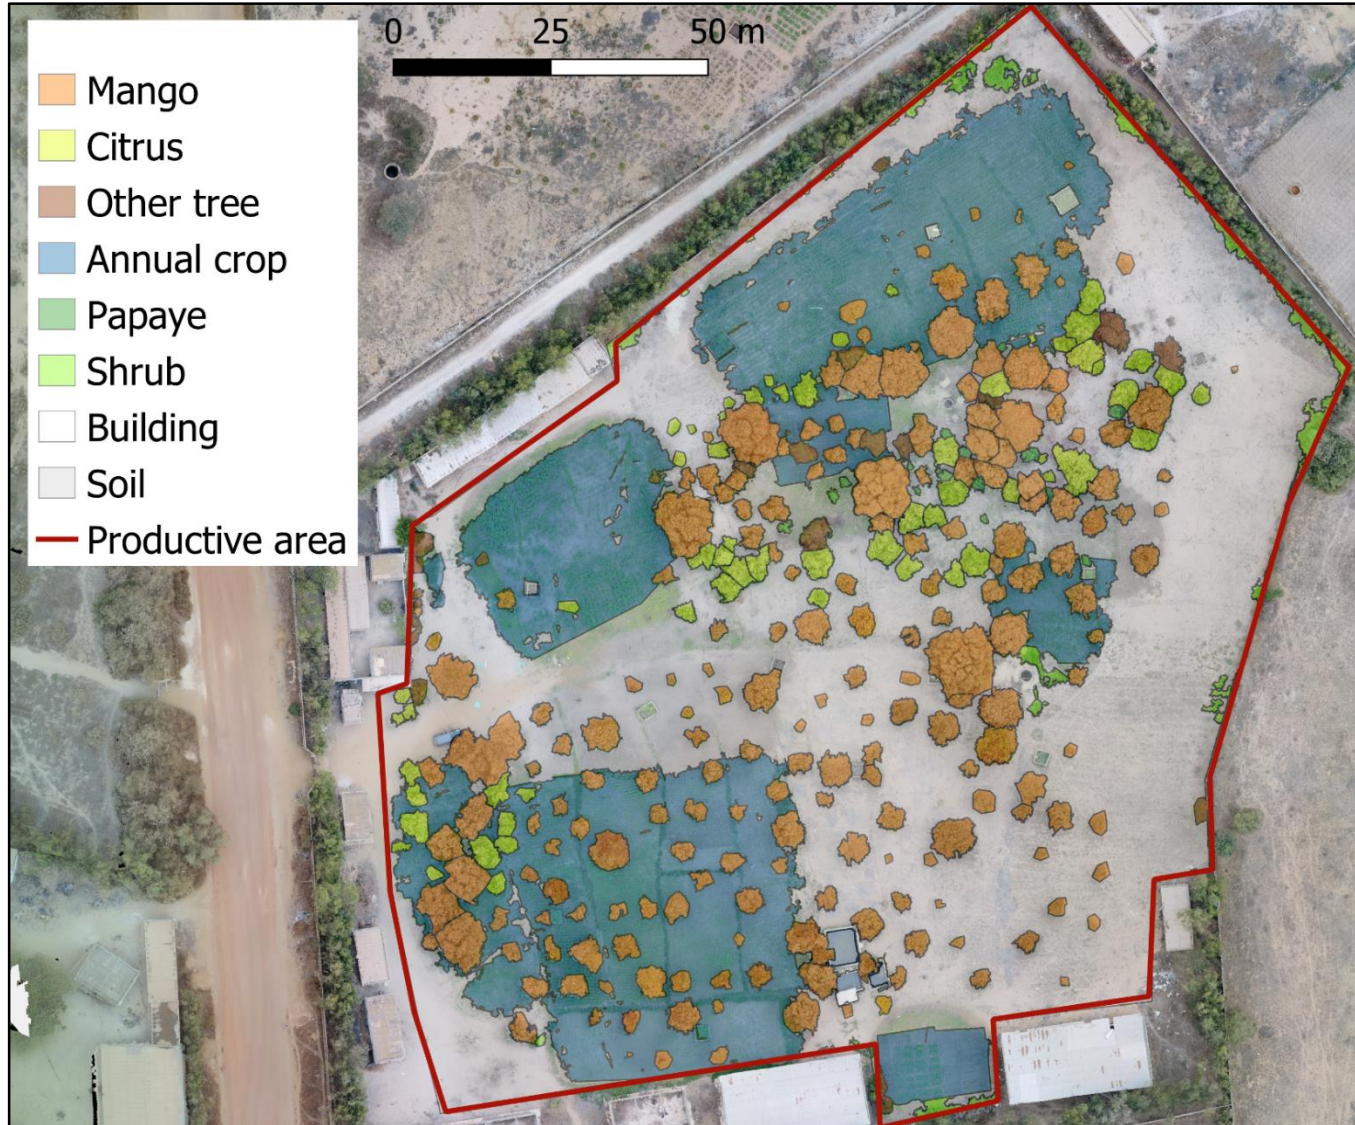 0 25 50 m
Mango
Citrus
Other tree
Annual crop
Papaye
Shrub
Building
Soil
Productive area